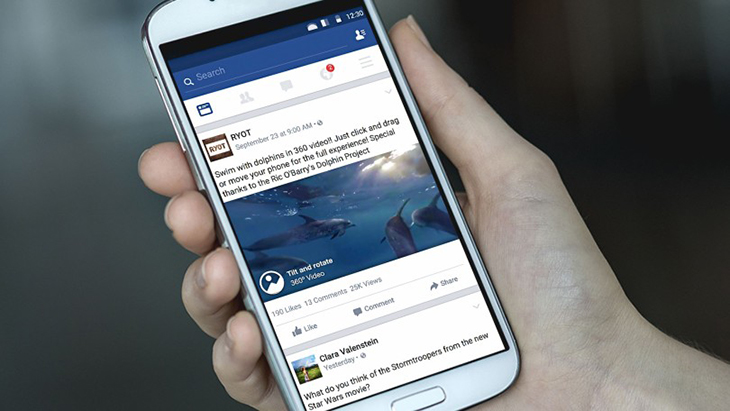 12:30
Search
5
RYOT
RYOT
September 23 at 9:00 AM •
Swim with dolphins in 360 video!! Just click and drag
or move your phone for the full experience! Special
thanks to the Ric O'Barry's Dolphin Project
Tilt and rotate
360° Video
190 Likes 13 Comments 25K Views
Like Comment Share
Clara Valenstein
Yesterday •
What do you think of the Stormtroopers from the new
Star Wars movie?